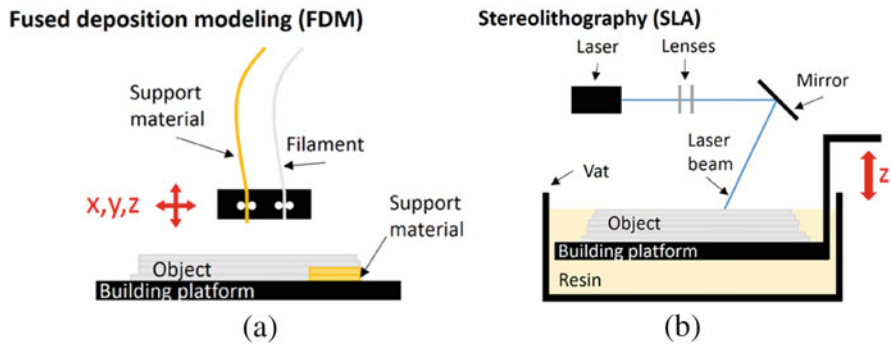 Fused deposition modeling (FDM)
Support
material
Filament
x,y,z
Support
material
Object
Building platform
(a)
Stereolithography (SLA)
Laser
Lenses
Mirror
Laser
beam
Vat
z
Object
Building platform
Resin
(b)